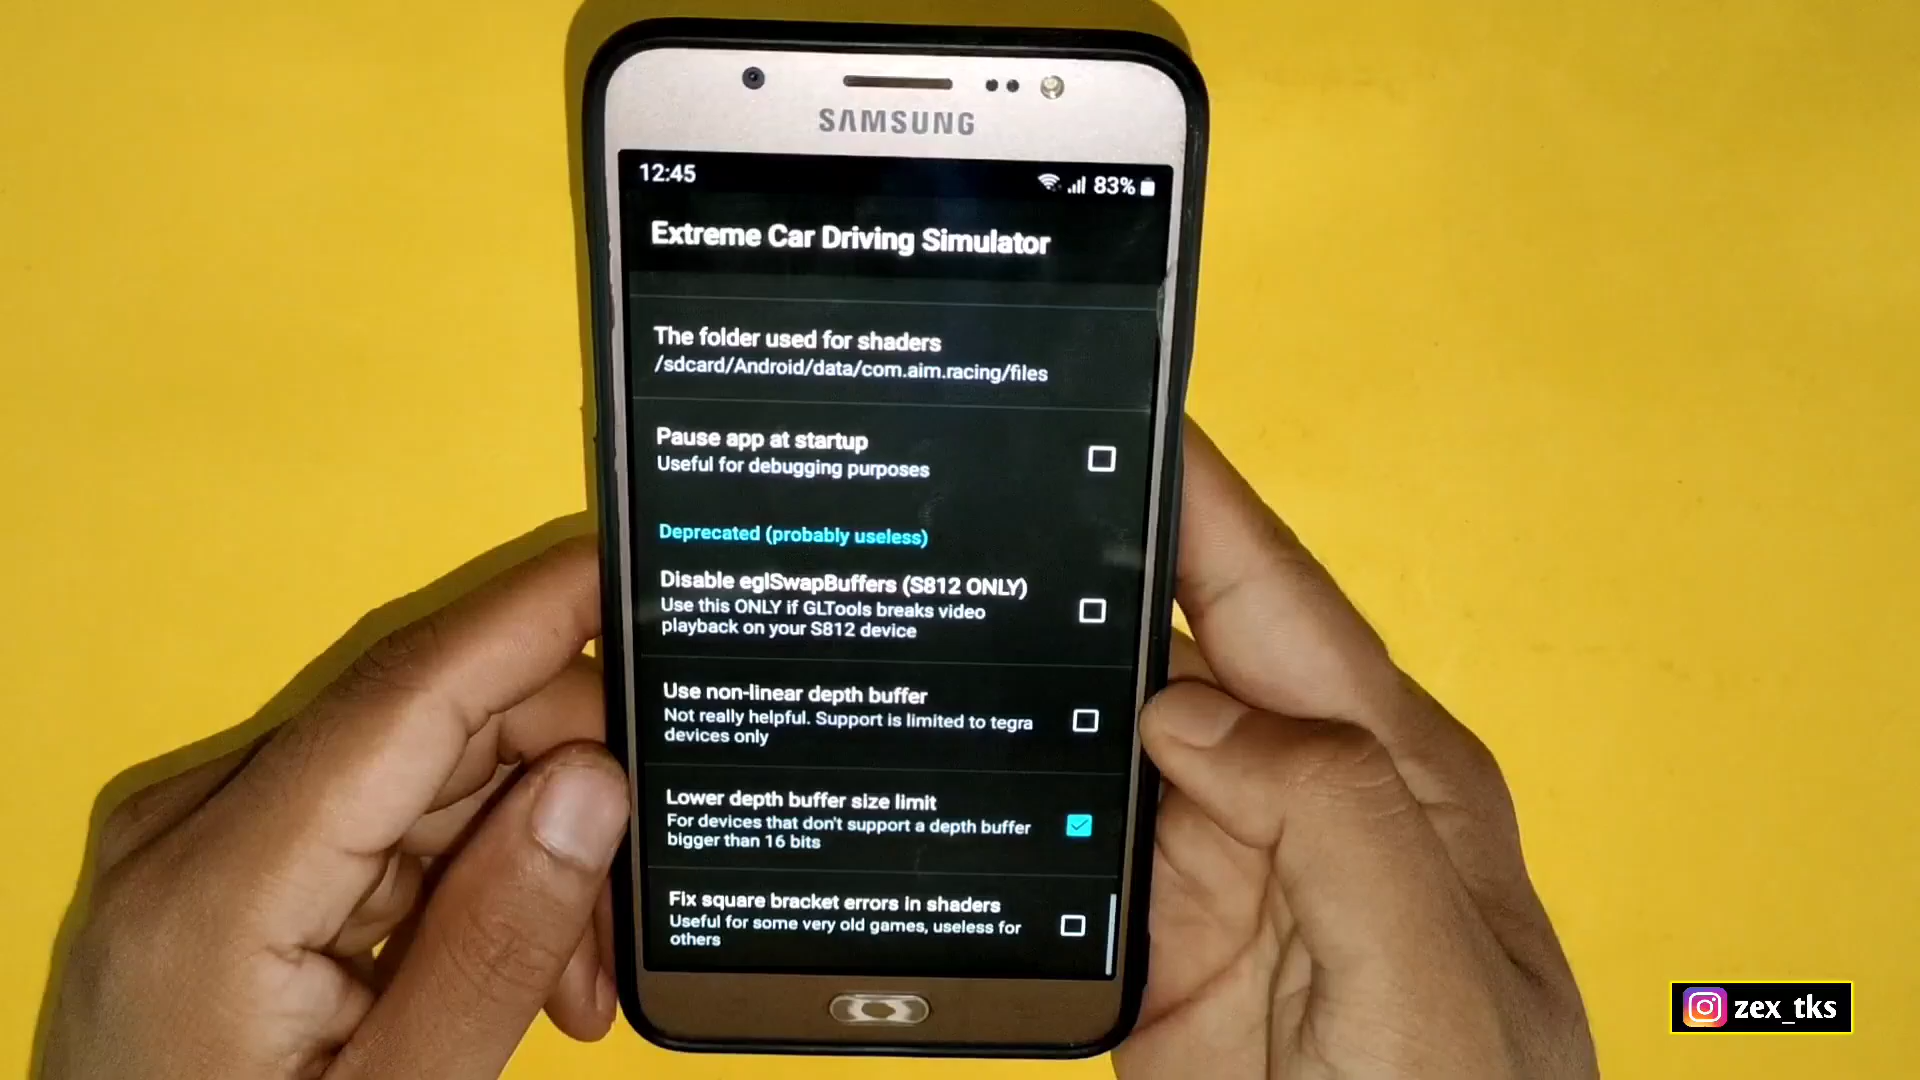 SAMSUNG
12:45
83%
Extreme Car Driving Simulator
The folder used for shaders
/sdcard/Android/data/com.aim.racing/files
Pause app at startup
Useful for debugging purposes
Deprecated (probably useless)
Disable eglSwapBuffers (S812 ONLY)
Use this ONLY if GLTools breaks video
playback on your S812 device
Use non-linear depth buffer
Not really helpful. Support is limited to tegra
devices only
Lower depth buffer size limit
For devices that don't support a depth buffer
bigger than 16 bits
Fix square bracket errors in shaders
Useful for some very old games, useless for
others
zex_tks